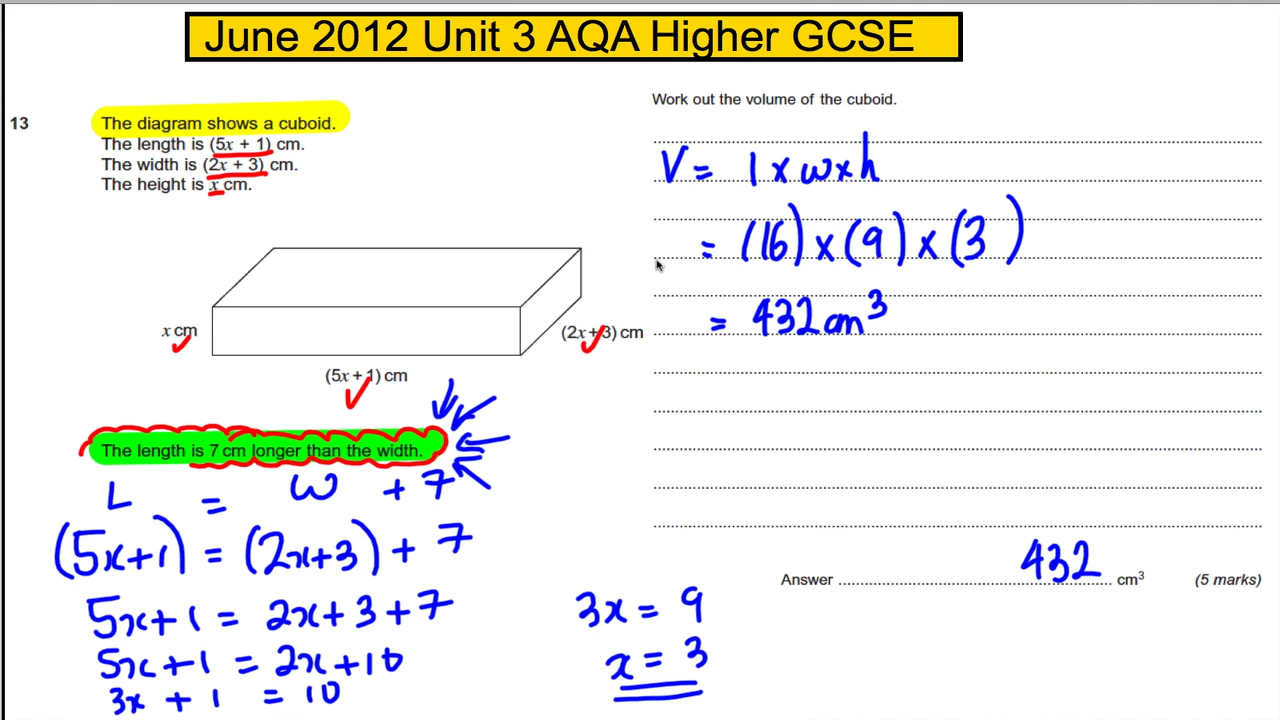 June 2012 Unit 3 AQA Higher GCSE
13
The diagram shows a cuboid.
The length is (5x + 1) cm.
The width is (2x + 3) cm.
The height is x cm.
x cm
(2x + 3) cm
(5x + 1) cm
The length is 7 cm longer than the width.
L = W + 7
(5x+1) = (2x+3) + 7
5x+1 = 2x+3+7
5x+1 = 2x+10
3x + 1 = 10
3x = 9
x = 3
Work out the volume of the cuboid.
V = l x w x h
= (16) x (9) x (3)
= 432 cm³
Answer 432 cm³ (5 marks)